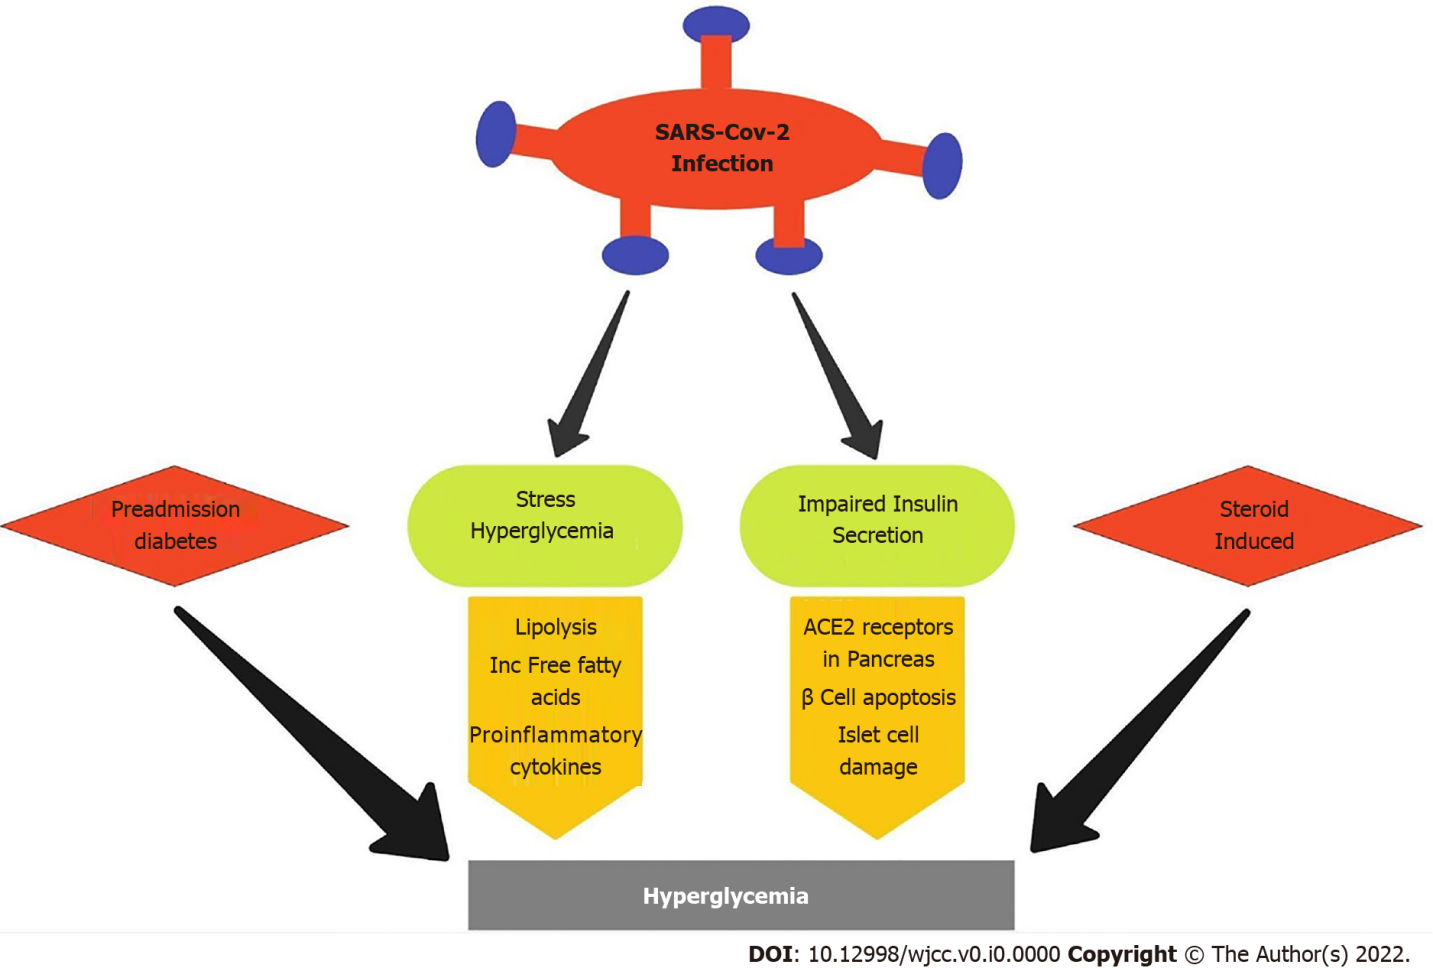 SARS-Cov-2
Infection
Preadmission
diabetes
Stress
Hyperglycemia
Impaired Insulin
Secretion
Steroid
Induced
Lipolysis
Inc Free fatty
acids
Proinflammatory
cytokines
ACE2 receptors
in Pancreas
β Cell apoptosis
Islet cell
damage
Hyperglycemia
DOI: 10.12998/wjcc.v0.i0.0000 Copyright © The Author(s) 2022.